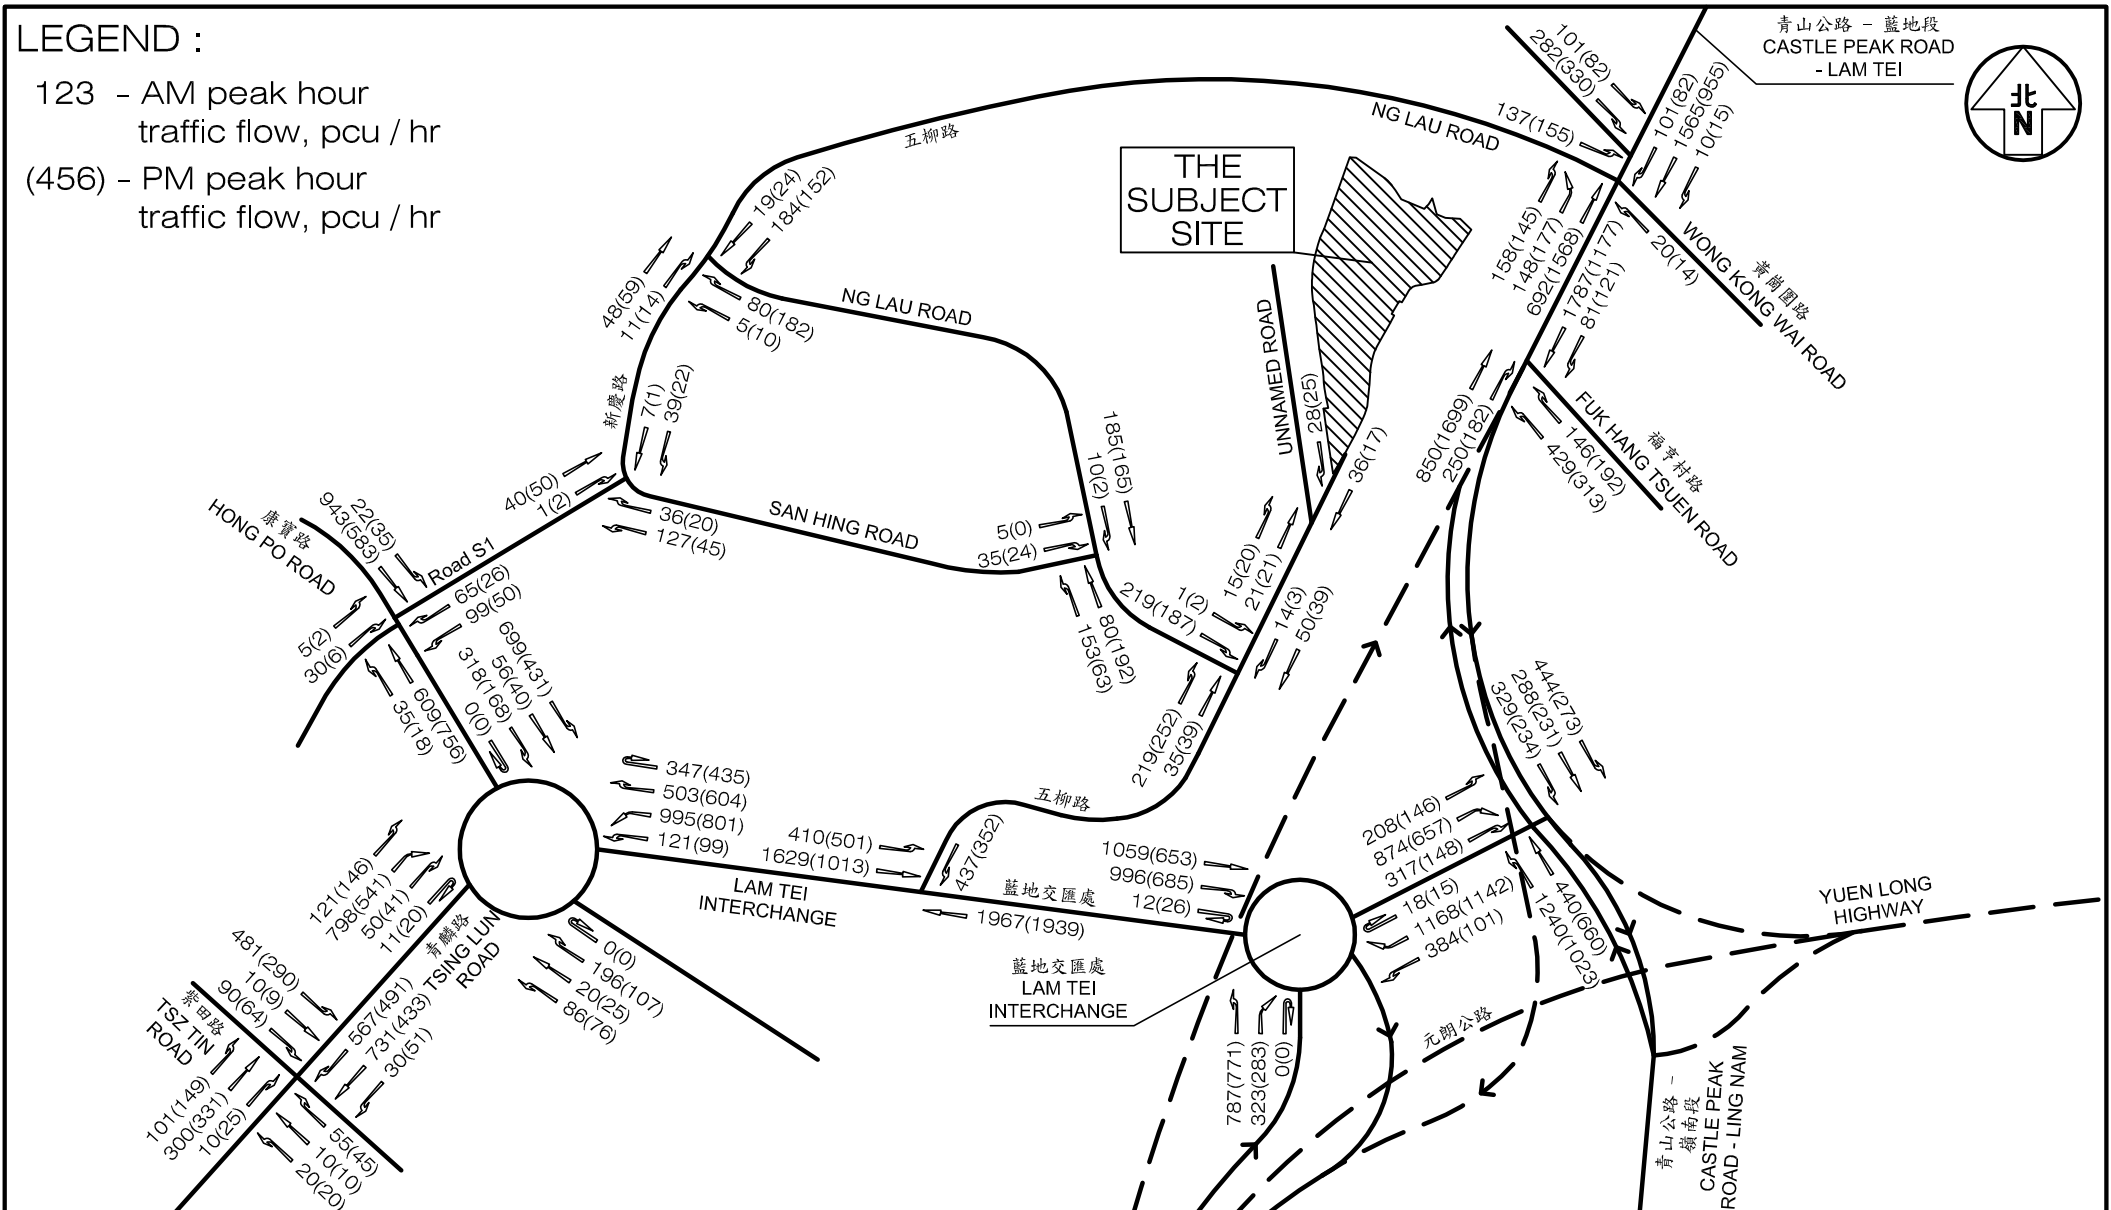 LEGEND :
123 - AM peak hour
traffic flow, pcu / hr
(456) - PM peak hour
traffic flow, pcu / hr
青山公路 - 藍地段
CASTLE PEAK ROAD
- LAM TEI
北
N
101(82)
282(330)
101(82)
1565(955)
10(15)
137(155)
NG LAU ROAD
五柳路
THE
SUBJECT
SITE
19(24)
184(152)
158(145)
148(177)
692(1568)
1787(1177)
81(121)
20(14)
黃崗圍路
WONG KONG WAI ROAD
48(59)
11(14)
80(182)
5(10)
NG LAU ROAD
UNNAMED ROAD
28(25)
36(17)
850(1699)
250(182)
146(192)
429(313)
福亨村路
FUK HANG TSUEN ROAD
新慶路
7(1)
39(22)
40(50)
1(2)
36(20)
127(45)
SAN HING ROAD
185(165)
10(2)
5(0)
35(24)
80(192)
153(63)
219(187)
1(2)
15(20)
21(21)
14(3)
50(39)
219(252)
35(39)
康寶路
HONG PO ROAD
22(35)
943(583)
Road S1
65(26)
99(50)
5(2)
30(6)
609(756)
35(18)
699(431)
56(40)
318(168)
0(0)
347(435)
503(604)
995(801)
121(99)
410(501)
1629(1013)
五柳路
437(352)
LAM TEI
INTERCHANGE
藍地交匯處
1967(1939)
1059(653)
996(685)
12(26)
444(273)
288(231)
329(234)
208(146)
874(657)
317(148)
18(15)
1168(1142)
384(101)
440(660)
1240(1023)
YUEN LONG
HIGHWAY
121(146)
798(541)
50(41)
11(20)
青麟路
TSING LUN
ROAD
0(0)
196(107)
20(25)
86(76)
藍地交匯處
LAM TEI
INTERCHANGE
787(771)
323(283)
0(0)
元朗公路
481(290)
10(9)
90(64)
紫田路
TSZ TIN
ROAD
567(491)
731(433)
30(51)
101(149)
300(331)
10(25)
55(45)
10(10)
20(20)
青山公路 -
嶺南段
CASTLE PEAK
ROAD - LING NAM